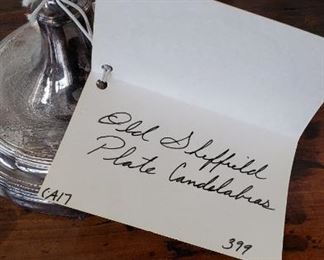 Old Sheffield
Plate Candelabras
CA17
399